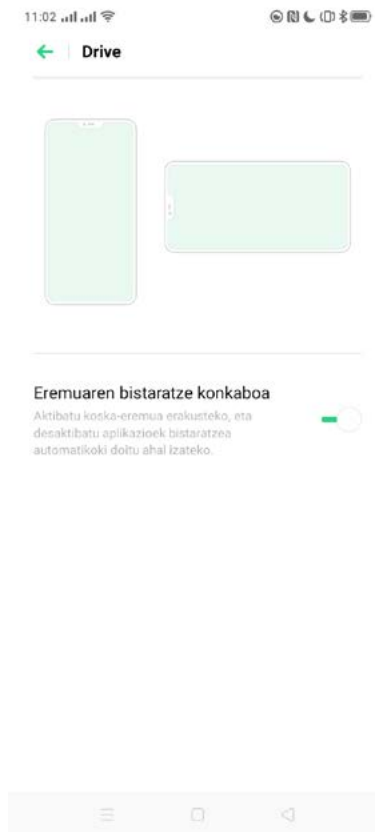 11:02
Drive
Eremuaren bistaratze konkaboa
Aktibatu koska-eremua erakusteko, eta
desaktibatu aplikazioek bistaratzea
automatikoki doitu ahal izateko.